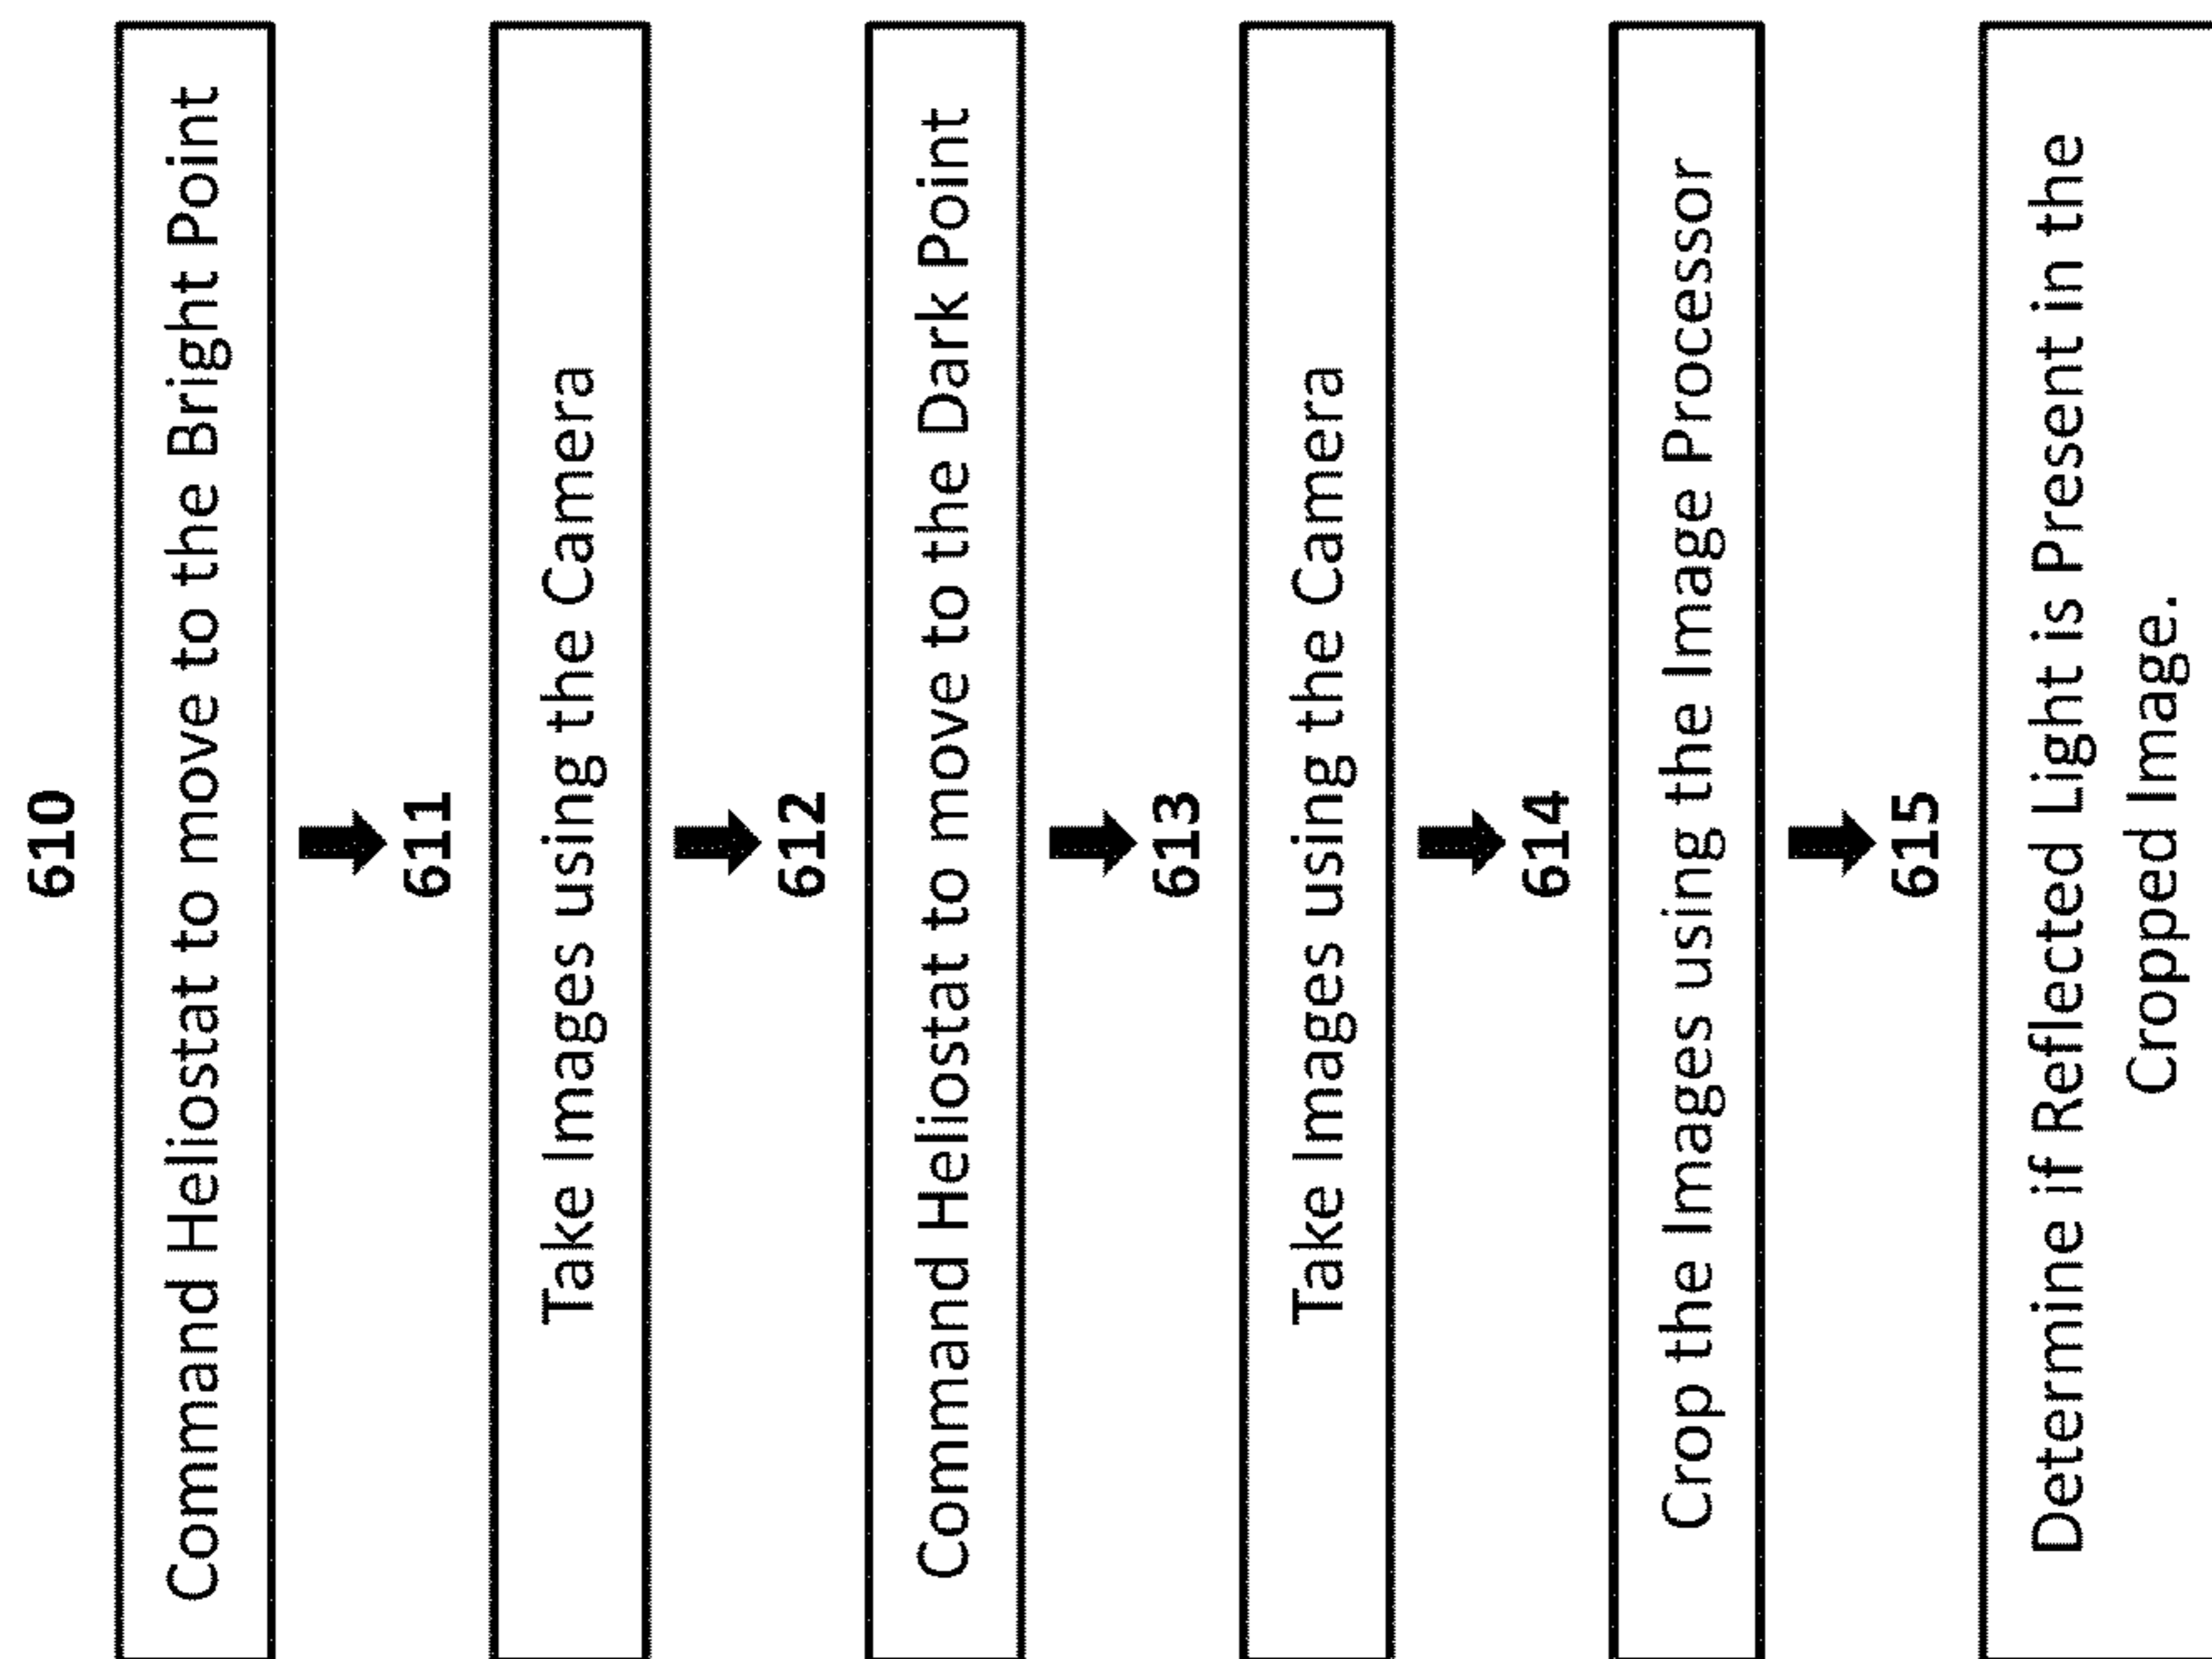 610
Command Heliostat to move to the Bright Point
611
Take Images using the Camera
612
Command Heliostat to move to the Dark Point
613
Take Images using the Camera
614
Crop the Images using the Image Processor
615
Determine if Reflected Light is Present in the
Cropped Image.